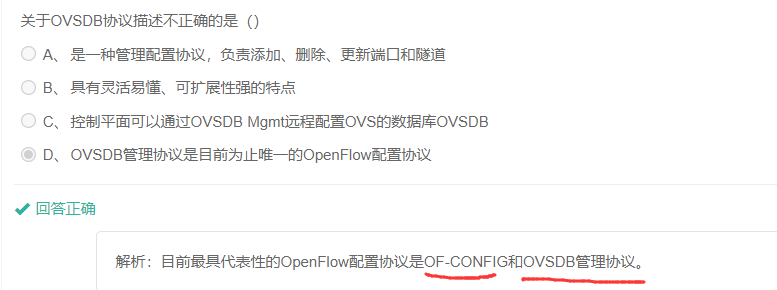 关于OVSDB协议描述不正确的是（）
A、 是一种管理配置协议，负责添加、删除、更新端口和隧道
B、 具有灵活易懂、可扩展性强的特点
C、 控制平面可以通过OVSDB Mgmt远程配置OVS的数据库OVSDB
D、 OVSDB管理协议是目前为止唯一的OpenFlow配置协议
回答正确
解析：目前最具代表性的OpenFlow配置协议是OF-CONFIG和OVSDB管理协议。